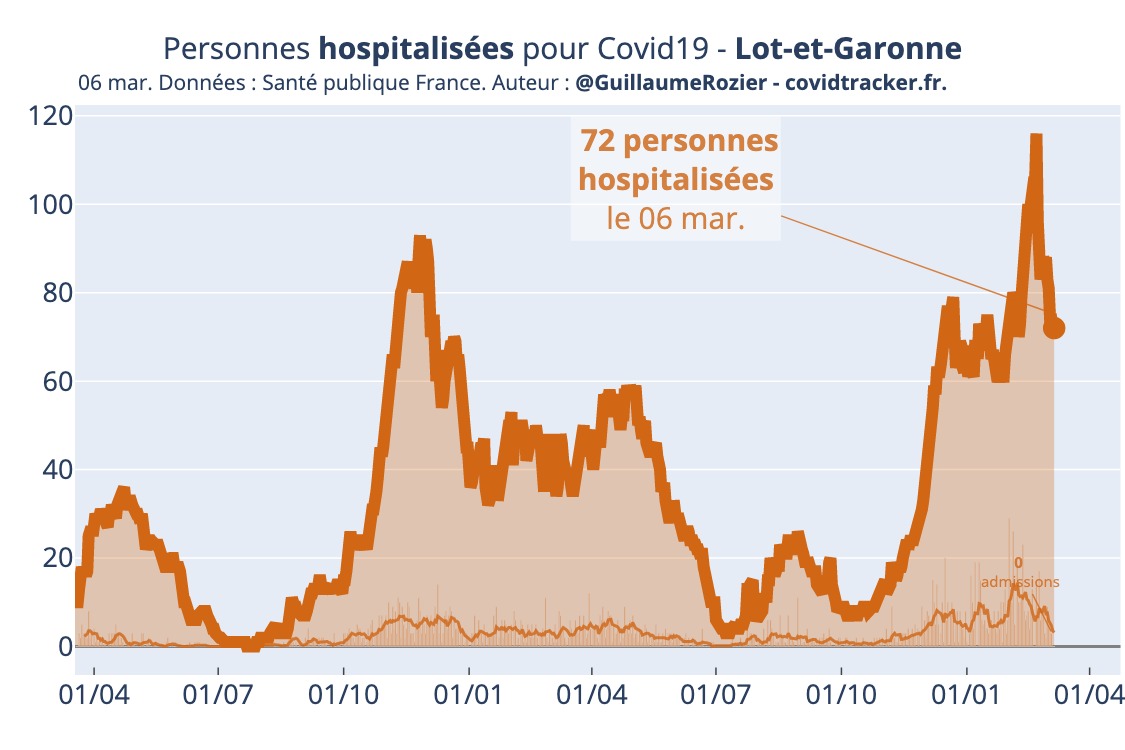 Personnes hospitalisées pour Covid19 - Lot-et-Garonne
06 mar. Données : Santé publique France. Auteur : @GuillaumeRozier - covidtracker.fr.
120
72 personnes
hospitalisées
le 06 mar.
100
80
60
40
20
0
admissions
0
01/04 01/07 01/10 01/01 01/04 01/07 01/10 01/01 01/04